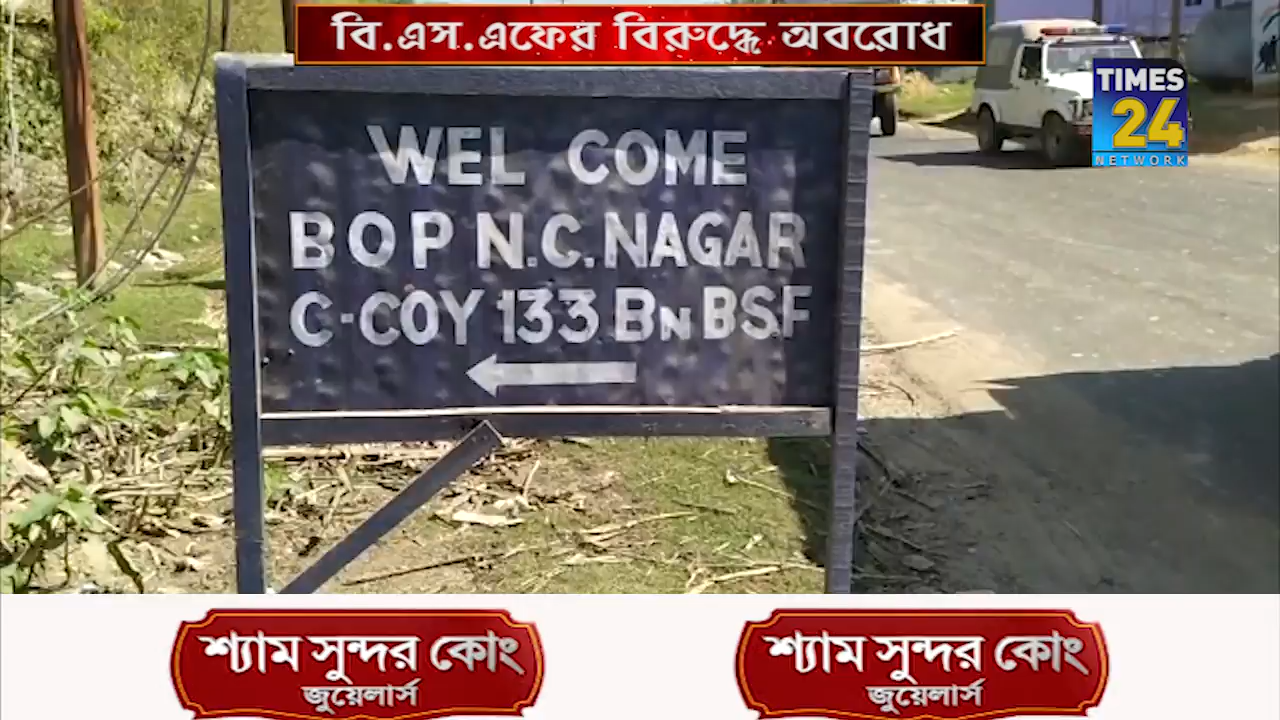 বি.এস.এফের বিরুদ্ধে অবরোধ
TIMES
24
NETWORK
WEL COME
BOP N.C. NAGAR
C-COY 133 BN BSF
শ্যাম সুন্দর কোং
জুয়েলার্স
শ্যাম সুন্দর কোং
জুয়েলার্স